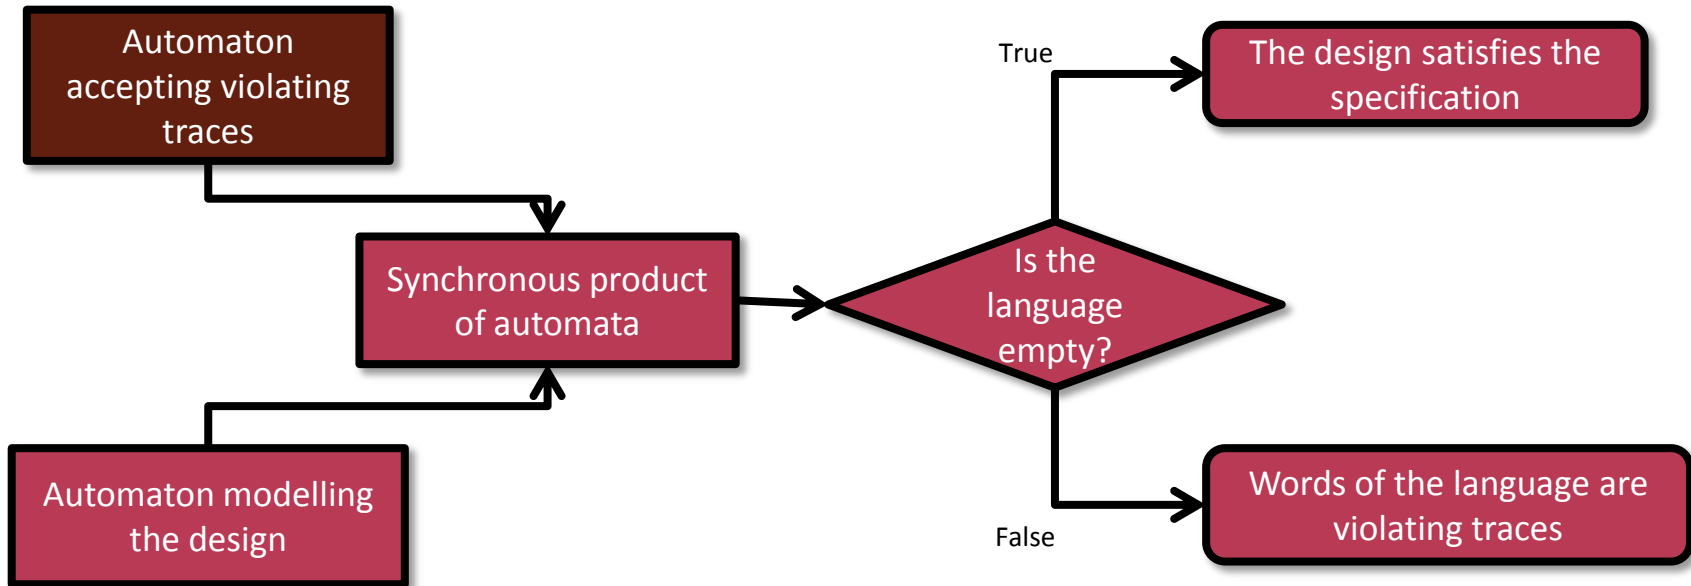 Automaton
accepting violating
traces
Synchronous product
of automata
Automaton modelling
the design
Is the
language
empty?
True
The design satisfies the
specification
False
Words of the language are
violating traces